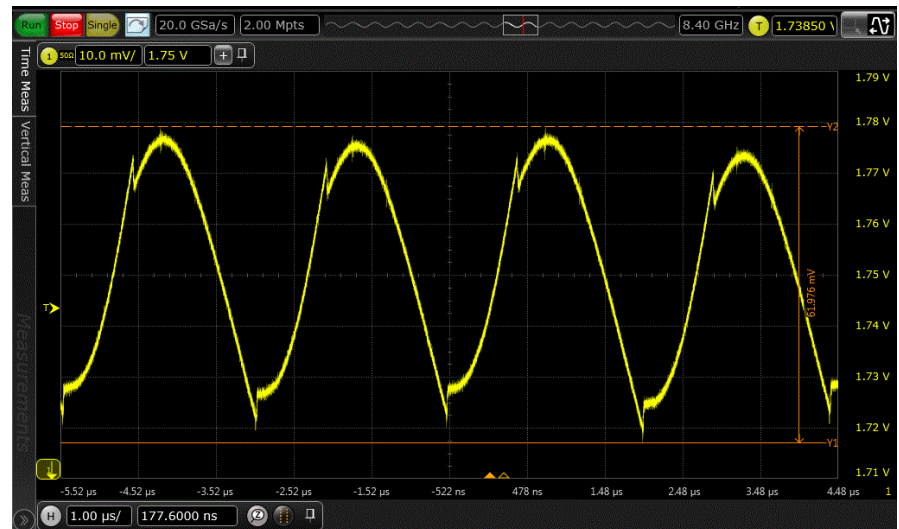 Run Stop Single 20.0 GSa/s 2.00 Mpts 8.40 GHz T 1.73850 V
1 50Ω 10.0 mV/ 1.75 V +
Time Meas
Vertical Meas
Measurements
1.79 V
1.78 V
Y2
1.77 V
1.76 V
1.75 V
61.976 mV
T
1.74 V
1.73 V
1.72 V
Y1
1.71 V
1
-5.52 µs -4.52 µs -3.52 µs -2.52 µs -1.52 µs -522 ns 478 ns 1.48 µs 2.48 µs 3.48 µs 4.48 µs 1
H 1.00 µs/ 177.6000 ns Z